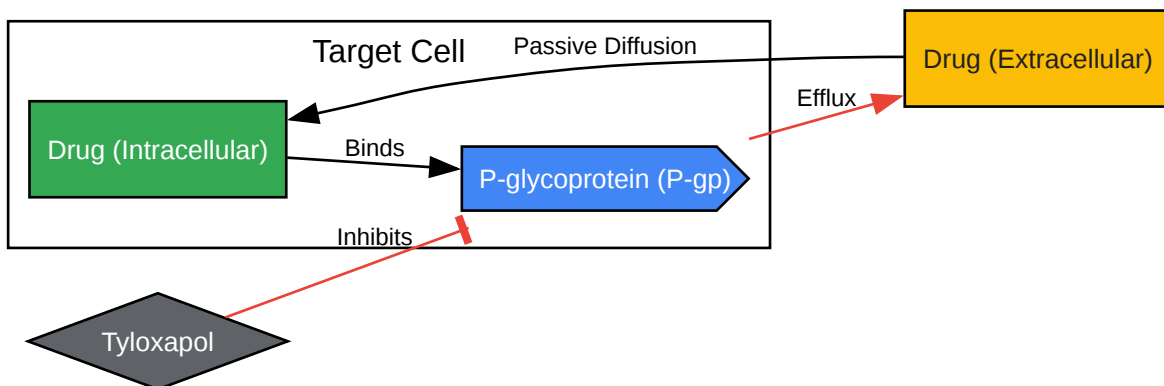 Target Cell
Passive Diffusion
Drug (Extracellular)
Efflux
Drug (Intracellular)
Binds
P-glycoprotein (P-gp)
Inhibits
Tyloxapol